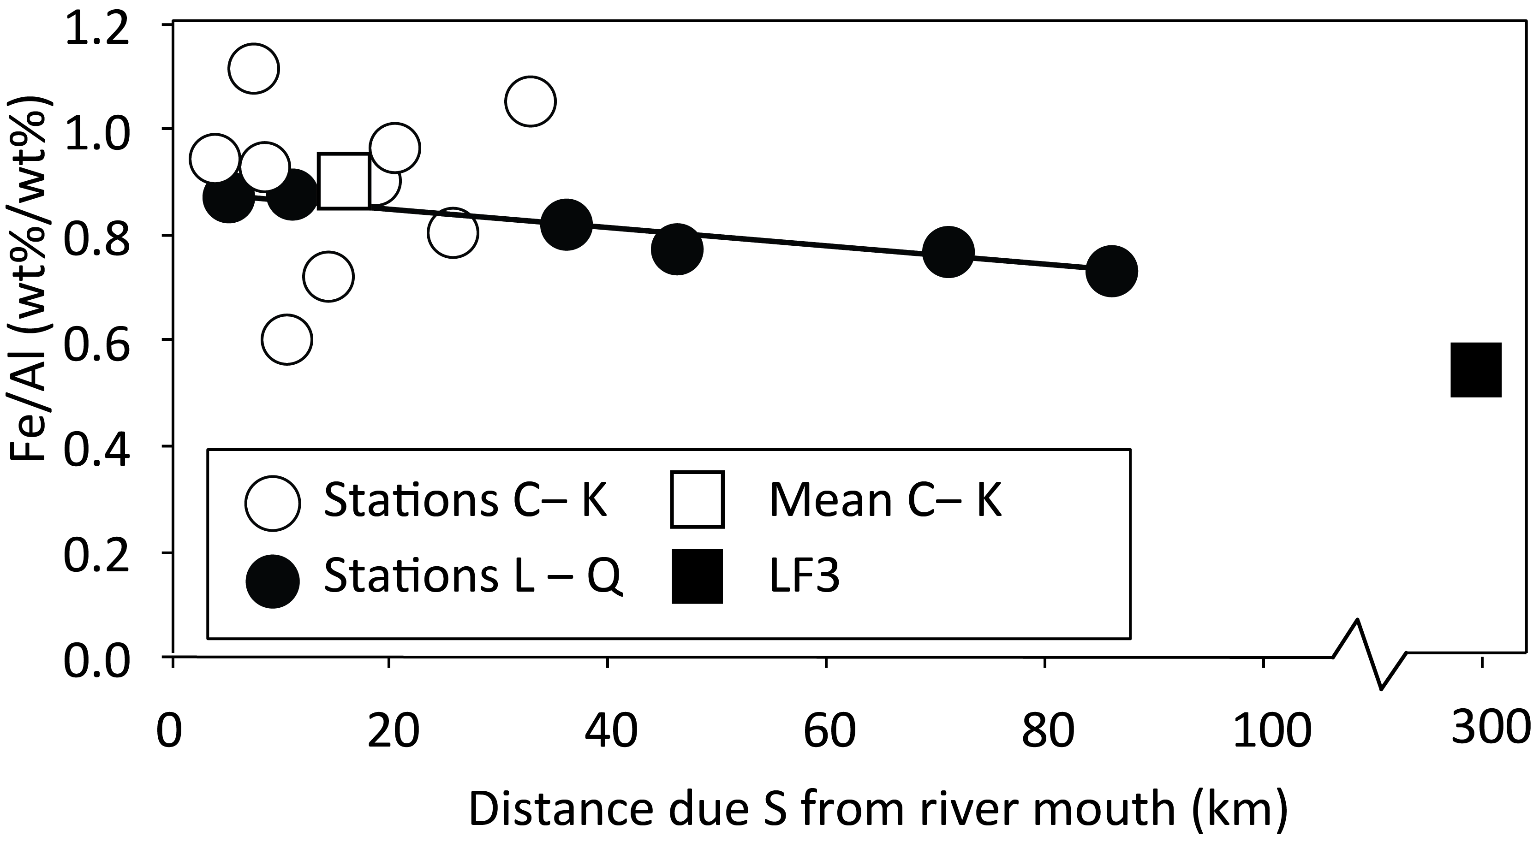 1.2
1.0
0.8
0.6
0.4
0.2
0.0
Fe/Al (wt%/wt%)
Stations C– K
Mean C– K
Stations L – Q
LF3
0 20 40 60 80 100 300
Distance due S from river mouth (km)